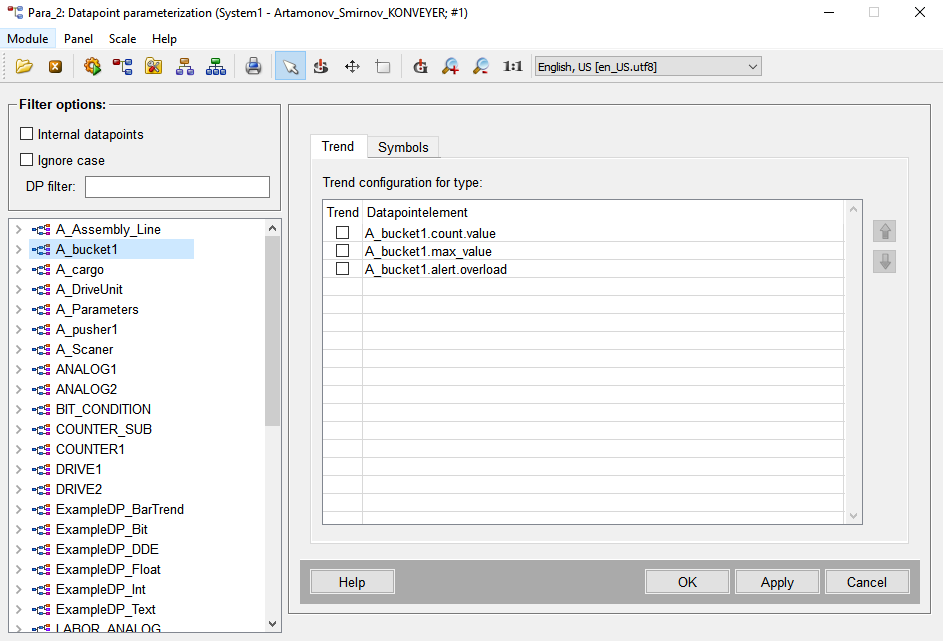 Para_2: Datapoint parameterization (System1 - Artamonov_Smirnov_KONVEYER; #1)
Module Panel Scale Help
1:1 English, US [en_US.utf8]
Filter options:
Internal datapoints
Ignore case
DP filter:
A_Assembly_Line
A_bucket1
A_cargo
A_DriveUnit
A_Parameters
A_pusher1
A_Scaner
ANALOG1
ANALOG2
BIT_CONDITION
COUNTER_SUB
COUNTER1
DRIVE1
DRIVE2
ExampleDP_BarTrend
ExampleDP_Bit
ExampleDP_DDE
ExampleDP_Float
ExampleDP_Int
ExampleDP_Text
LABOR_ANALOG
Trend Symbols
Trend configuration for type:
Trend Datapointelement
A_bucket1.count.value
A_bucket1.max_value
A_bucket1.alert.overload
Help OK Apply Cancel